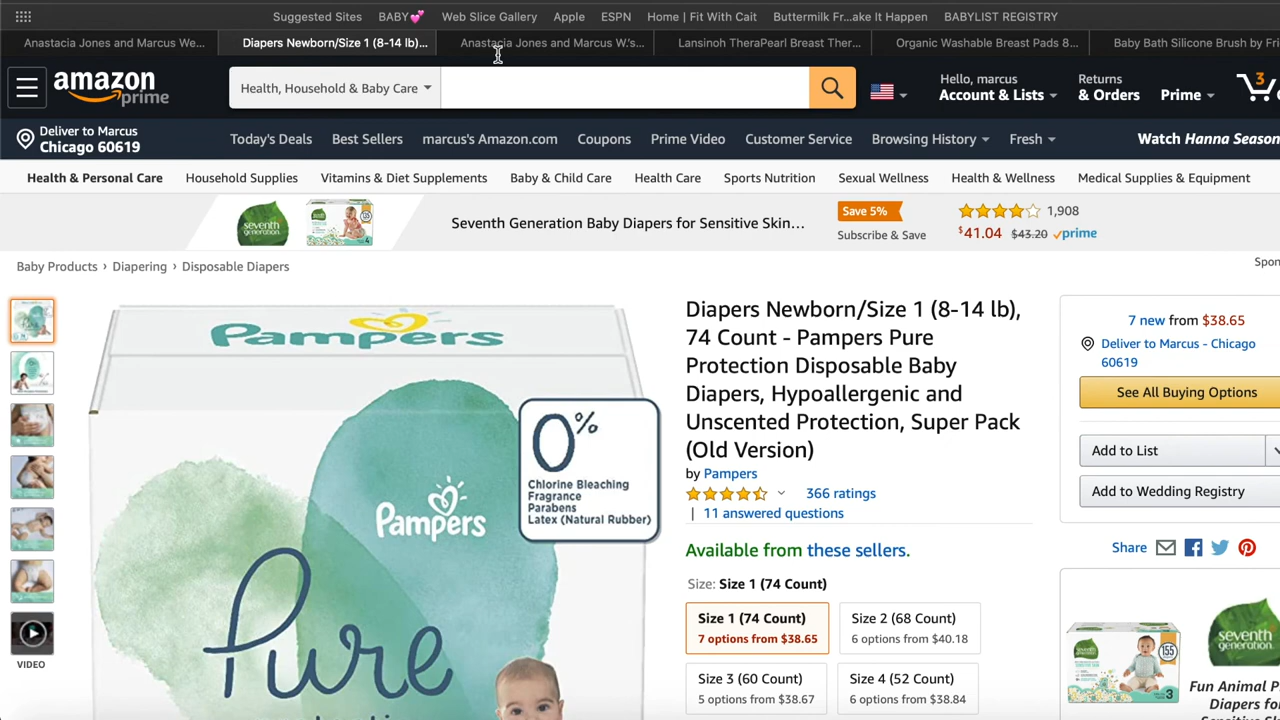 Suggested Sites BABY💕 Web Slice Gallery Apple ESPN Home | Fit With Cait Buttermilk Fr...ake It Happen BABYLIST REGISTRY
Anastacia Jones and Marcus We... Diapers Newborn/Size 1 (8-14 lb)... Anastacia Jones and Marcus W.'s... Lansinoh TheraPearl Breast Ther... Organic Washable Breast Pads 8... Baby Bath Silicone Brush by Fri
amazon
prime
Health, Household & Baby Care
Hello, marcus
Account & Lists
Returns
& Orders
Prime
3
Deliver to Marcus
Chicago 60619
Today's Deals Best Sellers marcus's Amazon.com Coupons Prime Video Customer Service Browsing History Fresh Watch Hanna Season
Health & Personal Care Household Supplies Vitamins & Diet Supplements Baby & Child Care Health Care Sports Nutrition Sexual Wellness Health & Wellness Medical Supplies & Equipment
seventh
generation
Seventh Generation Baby Diapers for Sensitive Skin...
Save 5%
Subscribe & Save
1,908
$41.04 $43.20 prime
Baby Products › Diapering › Disposable Diapers
Spon
Pampers
0%
Chlorine Bleaching
Fragrance
Parabens
Latex (Natural Rubber)
Pampers
Pure
VIDEO
Diapers Newborn/Size 1 (8-14 lb),
74 Count - Pampers Pure
Protection Disposable Baby
Diapers, Hypoallergenic and
Unscented Protection, Super Pack
(Old Version)
by Pampers
366 ratings
| 11 answered questions
Available from these sellers.
Size: Size 1 (74 Count)
Size 1 (74 Count)
7 options from $38.65
Size 2 (68 Count)
6 options from $40.18
Size 3 (60 Count)
5 options from $38.67
Size 4 (52 Count)
6 options from $38.84
7 new from $38.65
Deliver to Marcus - Chicago
60619
See All Buying Options
Add to List
Add to Wedding Registry
Share
seventh
generation
155
3
Fun Animal P
Diapers for